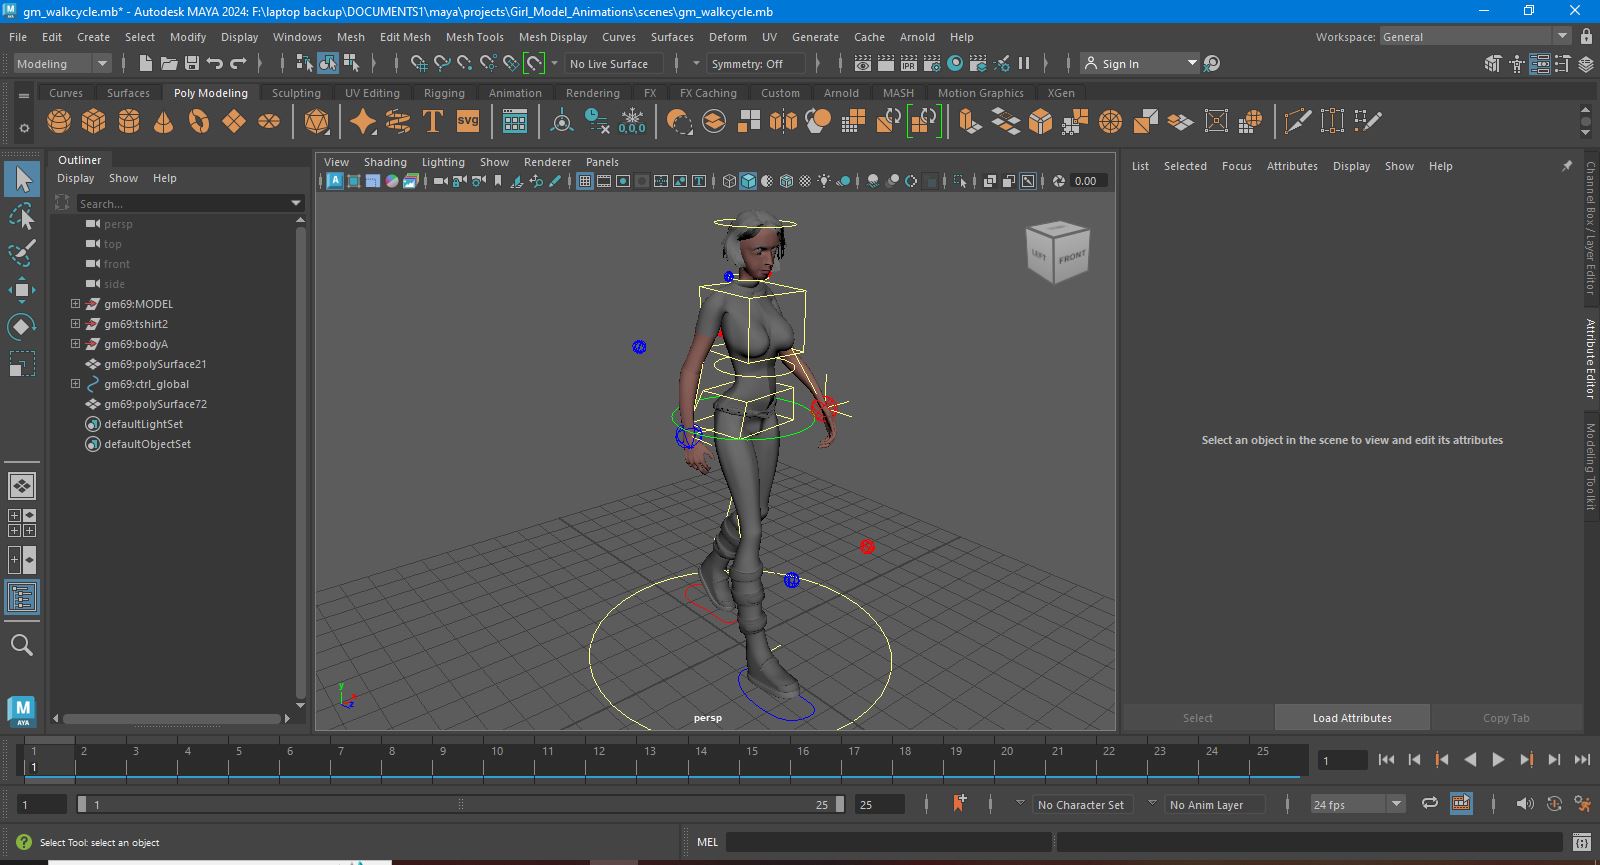 gm_walkcycle.mb* - Autodesk MAYA 2024: F:\laptop backup\DOCUMENTS1\maya\projects\Girl_Model_Animations\scenes\gm_walkcycle.mb
File Edit Create Select Modify Display Windows Mesh Edit Mesh Mesh Tools Mesh Display Curves Surfaces Deform UV Generate Cache Arnold Help Workspace: General
Modeling No Live Surface Symmetry: Off IPR Sign In
Curves Surfaces Poly Modeling Sculpting UV Editing Rigging Animation Rendering FX FX Caching Custom Arnold MASH Motion Graphics XGen
T SVG 0,0,0
Outliner
Display Show Help
Search...
persp
top
front
side
gm69:MODEL
gm69:tshirt2
gm69:bodyA
gm69:polySurface21
gm69:ctrl_global
gm69:polySurface72
defaultLightSet
defaultObjectSet
View Shading Lighting Show Renderer Panels
0.00
LEFT FRONT
y
x
z
persp
List Selected Focus Attributes Display Show Help
Select an object in the scene to view and edit its attributes
Select Load Attributes Copy Tab
Channel Box / Layer Editor
Attribute Editor
Modeling Toolkit
M
AYA
1 2 3 4 5 6 7 8 9 10 11 12 13 14 15 16 17 18 19 20 21 22 23 24 25
1 1
1 1 25 25 No Character Set No Anim Layer 24 fps
Select Tool: select an object MEL